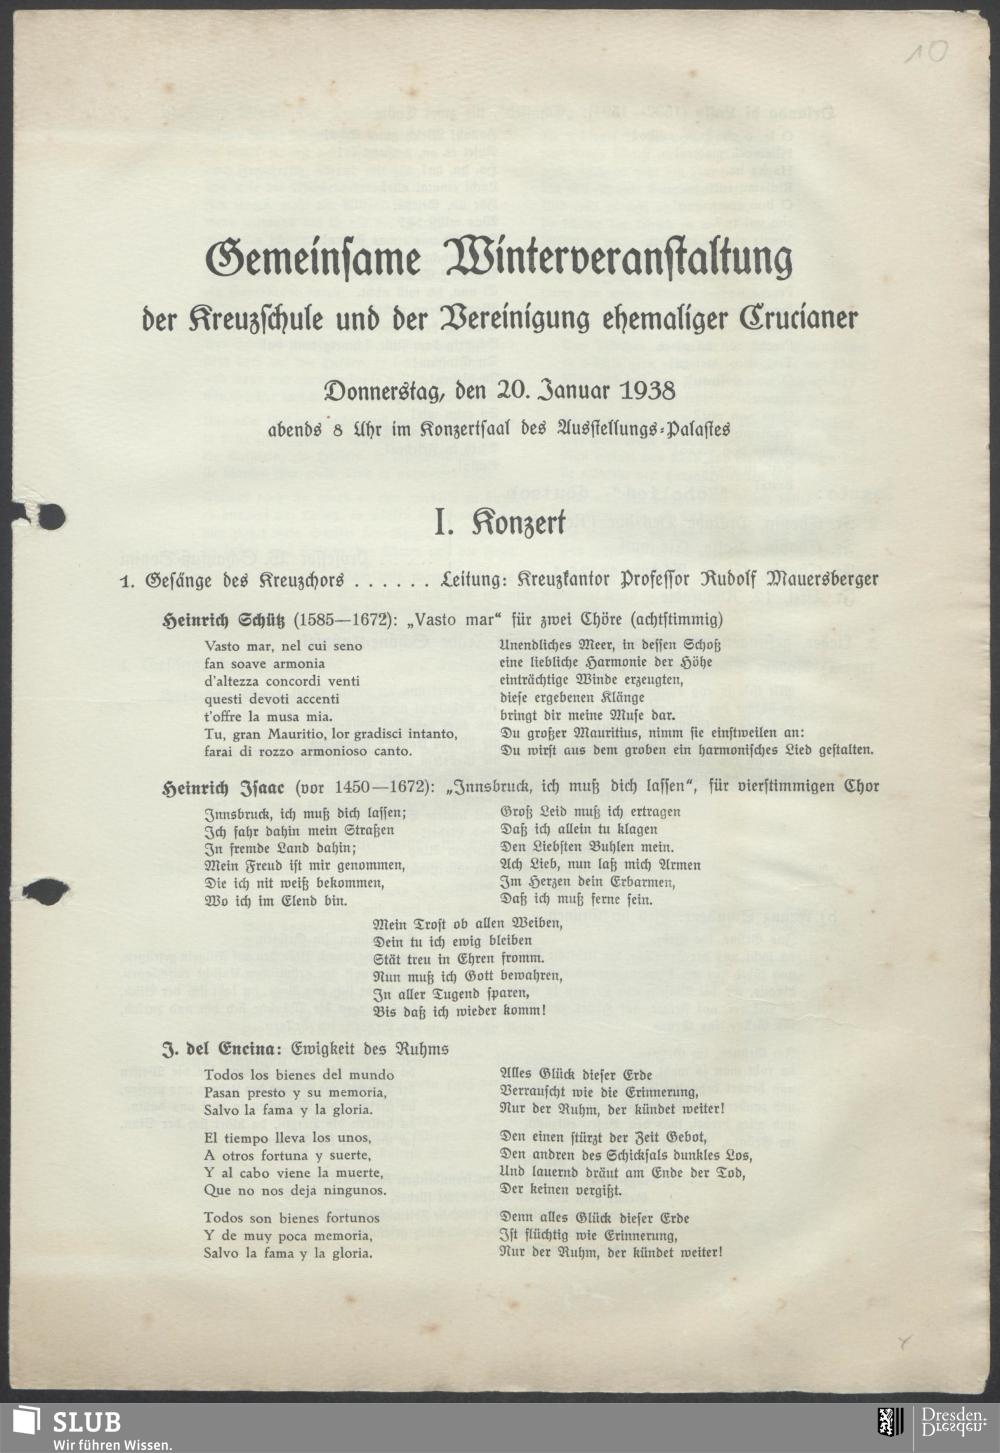 10
Gemeinsame Winterveranstaltung
der Kreuzschule und der Vereinigung ehemaliger Crucianer
Donnerstag, den 20. Januar 1938
abends 8 Uhr im Konzertsaal des Ausstellungs-Palastes
I. Konzert
1. Gesänge des Kreuzchors . . . . . . Leitung: Kreuzkantor Professor Rudolf Mauersberger
Heinrich Schütz (1585—1672): „Vasto mar“ für zwei Chöre (achtstimmig)
Vasto mar, nel cui seno
fan soave armonia
d'altezza concordi venti
questi devoti accenti
t'offre la musa mia.
Tu, gran Mauritio, lor gradisci intanto,
farai di rozzo armonioso canto.
Unendliches Meer, in dessen Schoß
eine liebliche Harmonie der Höhe
einträchtige Winde erzeugten,
diese ergebenen Klänge
bringt dir meine Muse dar.
Du großer Mauritius, nimm sie einstweilen an:
Du wirst aus dem groben ein harmonisches Lied gestalten.
Heinrich Isaac (vor 1450—1672): „Innsbruck, ich muß dich lassen“, für vierstimmigen Chor
Innsbruck, ich muß dich lassen;
Ich fahr dahin mein Straßen
In fremde Land dahin;
Mein Freud ist mir genommen,
Die ich nit weiß bekommen,
Wo ich im Elend bin.
Groß Leid muß ich ertragen
Daß ich allein tu klagen
Den Liebsten Buhlen mein.
Ach Lieb, nun laß mich Armen
Im Herzen dein Erbarmen,
Daß ich muß ferne sein.
Mein Trost ob allen Weiben,
Dein tu ich ewig bleiben
Stät treu in Ehren fromm.
Nun muß ich Gott bewahren,
In aller Tugend sparen,
Bis daß ich wieder komm!
J. del Encina: Ewigkeit des Ruhms
Todos los bienes del mundo
Pasan presto y su memoria,
Salvo la fama y la gloria.
El tiempo lleva los unos,
A otros fortuna y suerte,
Y al cabo viene la muerte,
Que no nos deja ningunos.
Todos son bienes fortunos
Y de muy poca memoria,
Salvo la fama y la gloria.
Alles Glück dieser Erde
Verrauscht wie die Erinnerung,
Nur der Ruhm, der kündet weiter!
Den einen stürzt der Zeit Gebot,
Den andren des Schicksals dunkles Los,
Und lauernd dräut am Ende der Tod,
Der keinen vergißt.
Denn alles Glück dieser Erde
Ist flüchtig wie Erinnerung,
Nur der Ruhm, der kündet weiter!
SLUB
Wir führen Wissen.
Dresden.
Dresden.